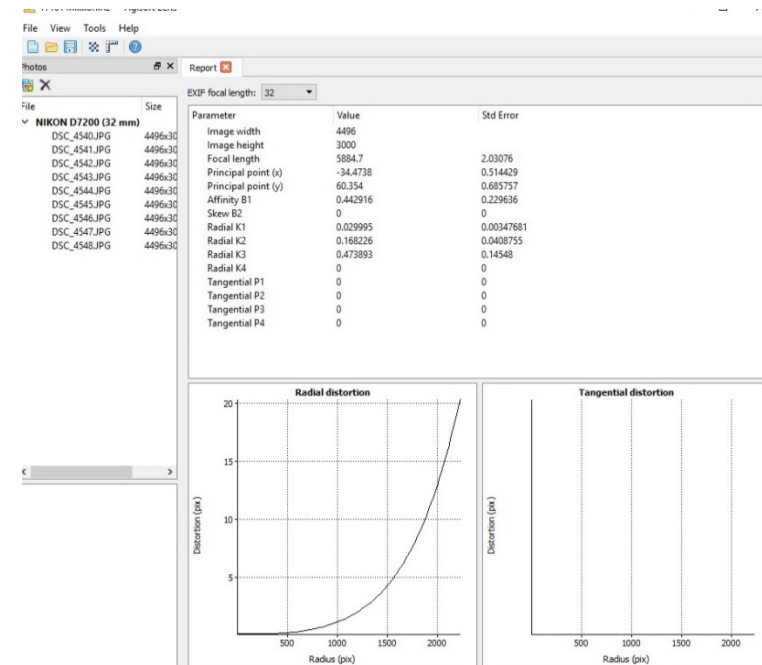 File View Tools Help
Photos
File Size
NIKON D7200 (32 mm)
DSC_4540.JPG 4496x30
DSC_4541.JPG 4496x30
DSC_4542.JPG 4496x30
DSC_4543.JPG 4496x30
DSC_4544.JPG 4496x30
DSC_4545.JPG 4496x30
DSC_4546.JPG 4496x30
DSC_4547.JPG 4496x30
DSC_4548.JPG 4496x30
Report
EXIF focal length: 32
Parameter Value Std Error
Image width 4496
Image height 3000
Focal length 5884.7 2.03076
Principal point (x) -34.4738 0.514429
Principal point (y) 60.354 0.685757
Affinity B1 0.442916 0.229636
Skew B2 0 0
Radial K1 0.029995 0.00347681
Radial K2 0.168226 0.0408755
Radial K3 0.473893 0.14548
Radial K4 0 0
Tangential P1 0 0
Tangential P2 0 0
Tangential P3 0 0
Tangential P4 0 0
Radial distortion
20
15
10
5
Distortion (pix)
500 1000 1500 2000
Radius (pix)
Tangential distortion
Distortion (pix)
500 1000 1500 2000
Radius (pix)